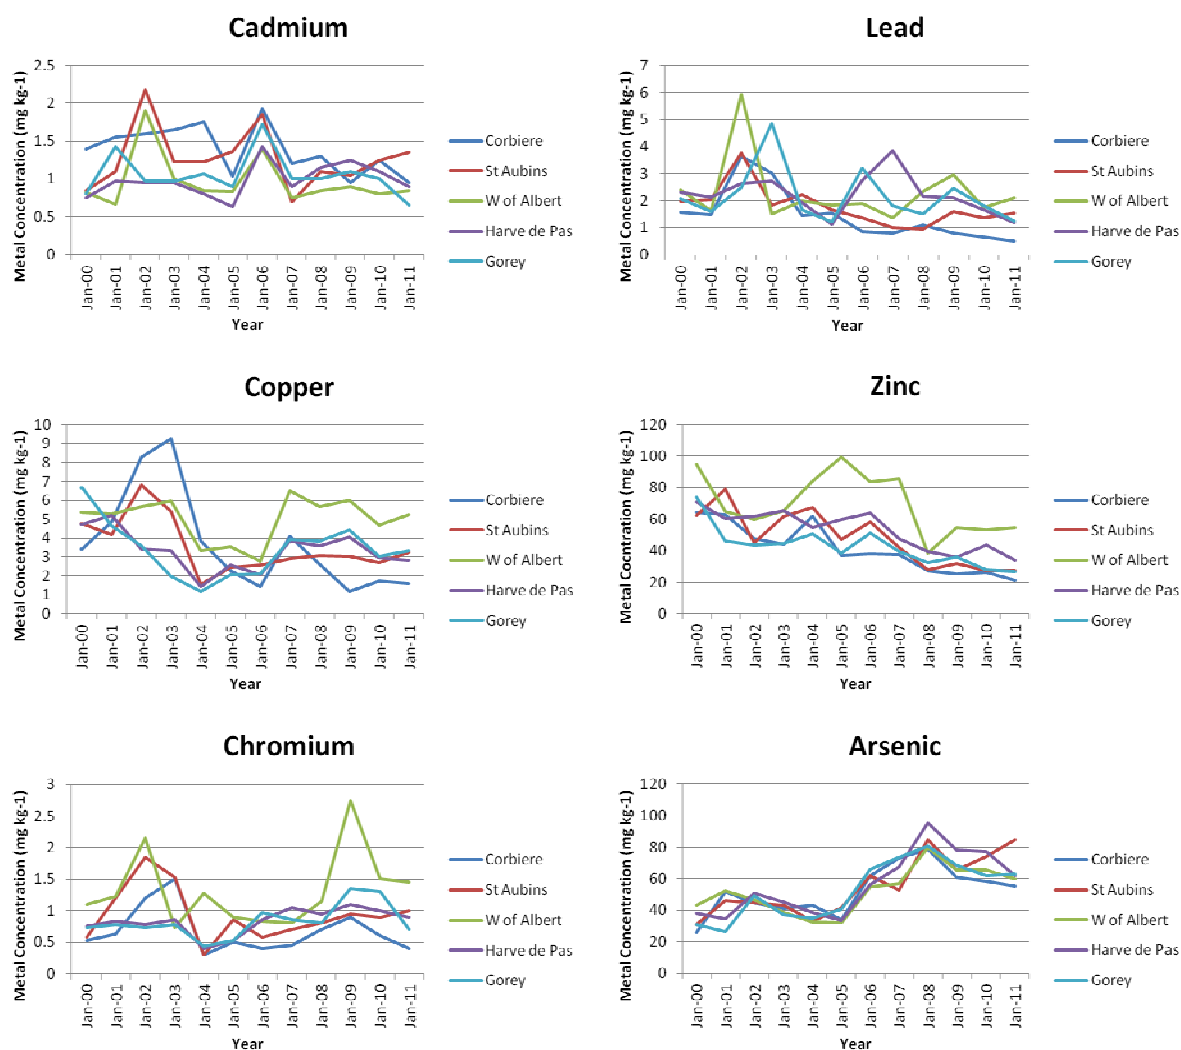 Cadmium
Metal Concentration (mg kg-1)
2.5
2
1.5
1
0.5
0
Jan-00
Jan-01
Jan-02
Jan-03
Jan-04
Jan-05
Jan-06
Jan-07
Jan-08
Jan-09
Jan-10
Jan-11
Year
Corbiere
St Aubins
W of Albert
Harve de Pas
Gorey
Lead
Metal Concentration (mg kg-1)
7
6
5
4
3
2
1
0
Jan-00
Jan-01
Jan-02
Jan-03
Jan-04
Jan-05
Jan-06
Jan-07
Jan-08
Jan-09
Jan-10
Jan-11
Year
Corbiere
St Aubins
W of Albert
Harve de Pas
Gorey
Copper
Metal Concentration (mg kg-1)
10
9
8
7
6
5
4
3
2
1
0
Jan-00
Jan-01
Jan-02
Jan-03
Jan-04
Jan-05
Jan-06
Jan-07
Jan-08
Jan-09
Jan-10
Jan-11
Year
Corbiere
St Aubins
W of Albert
Harve de Pas
Gorey
Zinc
Metal Concentration (mg kg-1)
120
100
80
60
40
20
0
Jan-00
Jan-01
Jan-02
Jan-03
Jan-04
Jan-05
Jan-06
Jan-07
Jan-08
Jan-09
Jan-10
Jan-11
Year
Corbiere
St Aubins
W of Albert
Harve de Pas
Gorey
Chromium
Metal Concentration (mg kg-1)
3
2.5
2
1.5
1
0.5
0
Jan-00
Jan-01
Jan-02
Jan-03
Jan-04
Jan-05
Jan-06
Jan-07
Jan-08
Jan-09
Jan-10
Jan-11
Year
Corbiere
St Aubins
W of Albert
Harve de Pas
Gorey
Arsenic
Metal Concentration (mg kg-1)
120
100
80
60
40
20
0
Jan-00
Jan-01
Jan-02
Jan-03
Jan-04
Jan-05
Jan-06
Jan-07
Jan-08
Jan-09
Jan-10
Jan-11
Year
Corbiere
St Aubins
W of Albert
Harve de Pas
Gorey